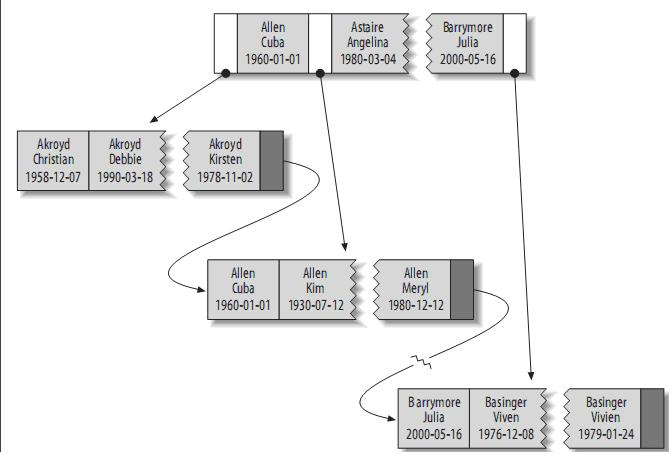 Allen
Cuba
1960-01-01
Astaire
Angelina
1980-03-04
Barrymore
Julia
2000-05-16
Akroyd
Christian
1958-12-07
Akroyd
Debbie
1990-03-18
Akroyd
Kirsten
1978-11-02
Allen
Cuba
1960-01-01
Allen
Kim
1930-07-12
Allen
Meryl
1980-12-12
Barrymore
Julia
2000-05-16
Basinger
Viven
1976-12-08
Basinger
Vivien
1979-01-24